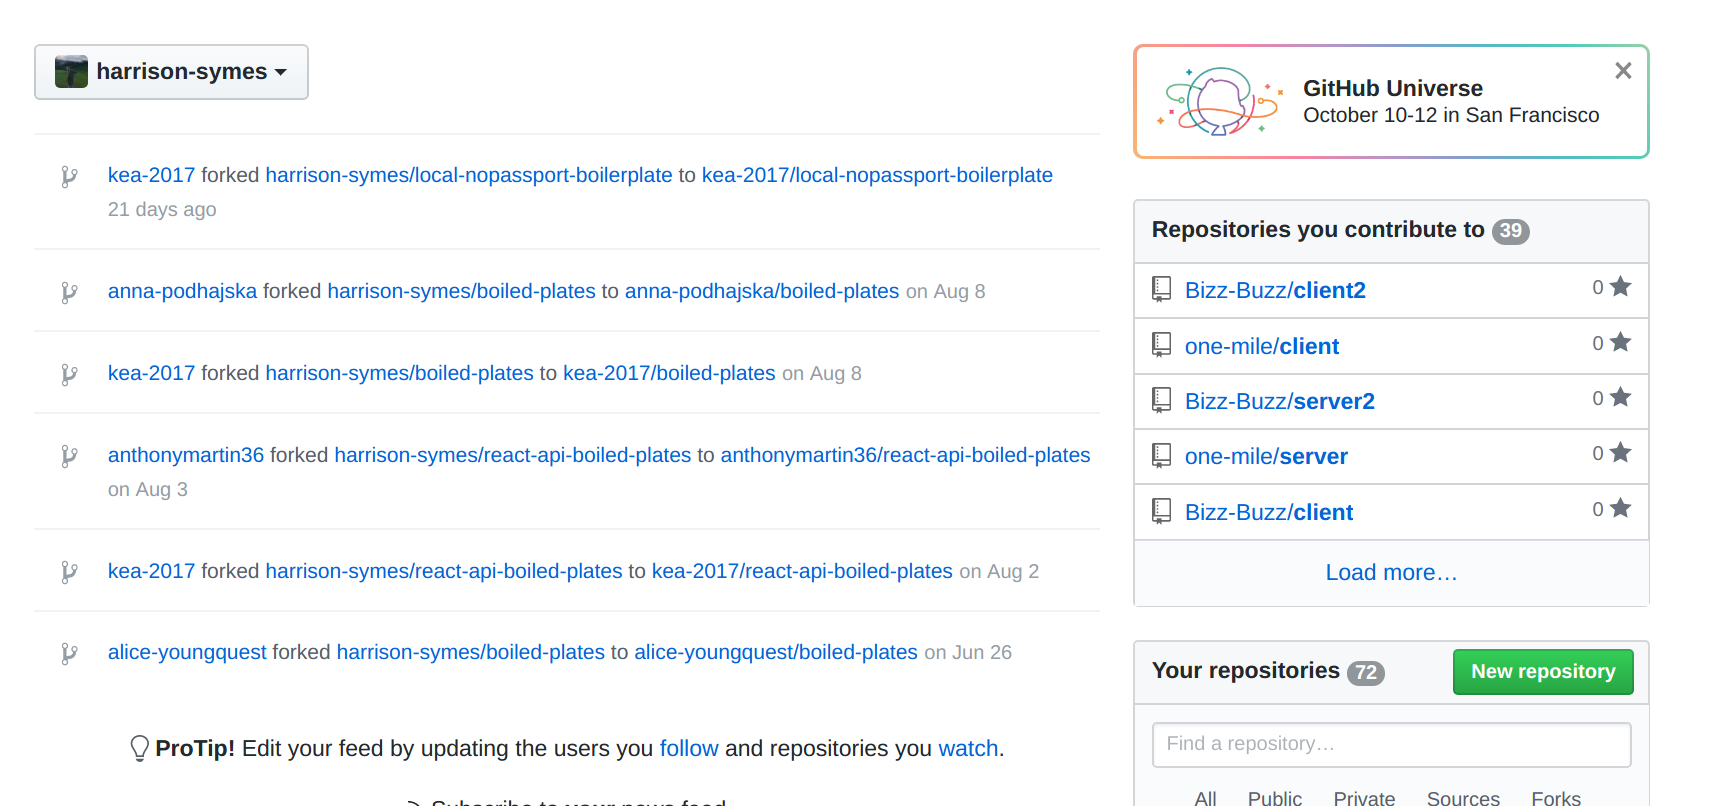 harrison-symes
kea-2017 forked harrison-symes/local-nopassport-boilerplate to kea-2017/local-nopassport-boilerplate
21 days ago
anna-podhajska forked harrison-symes/boiled-plates to anna-podhajska/boiled-plates on Aug 8
kea-2017 forked harrison-symes/boiled-plates to kea-2017/boiled-plates on Aug 8
anthonymartin36 forked harrison-symes/react-api-boiled-plates to anthonymartin36/react-api-boiled-plates
on Aug 3
kea-2017 forked harrison-symes/react-api-boiled-plates to kea-2017/react-api-boiled-plates on Aug 2
alice-youngquest forked harrison-symes/boiled-plates to alice-youngquest/boiled-plates on Jun 26
ProTip! Edit your feed by updating the users you follow and repositories you watch.
Subscribe to your news feed
GitHub Universe
October 10-12 in San Francisco
Repositories you contribute to 39
Bizz-Buzz/client2 0
one-mile/client 0
Bizz-Buzz/server2 0
one-mile/server 0
Bizz-Buzz/client 0
Load more…
Your repositories 72 New repository
Find a repository…
All Public Private Sources Forks